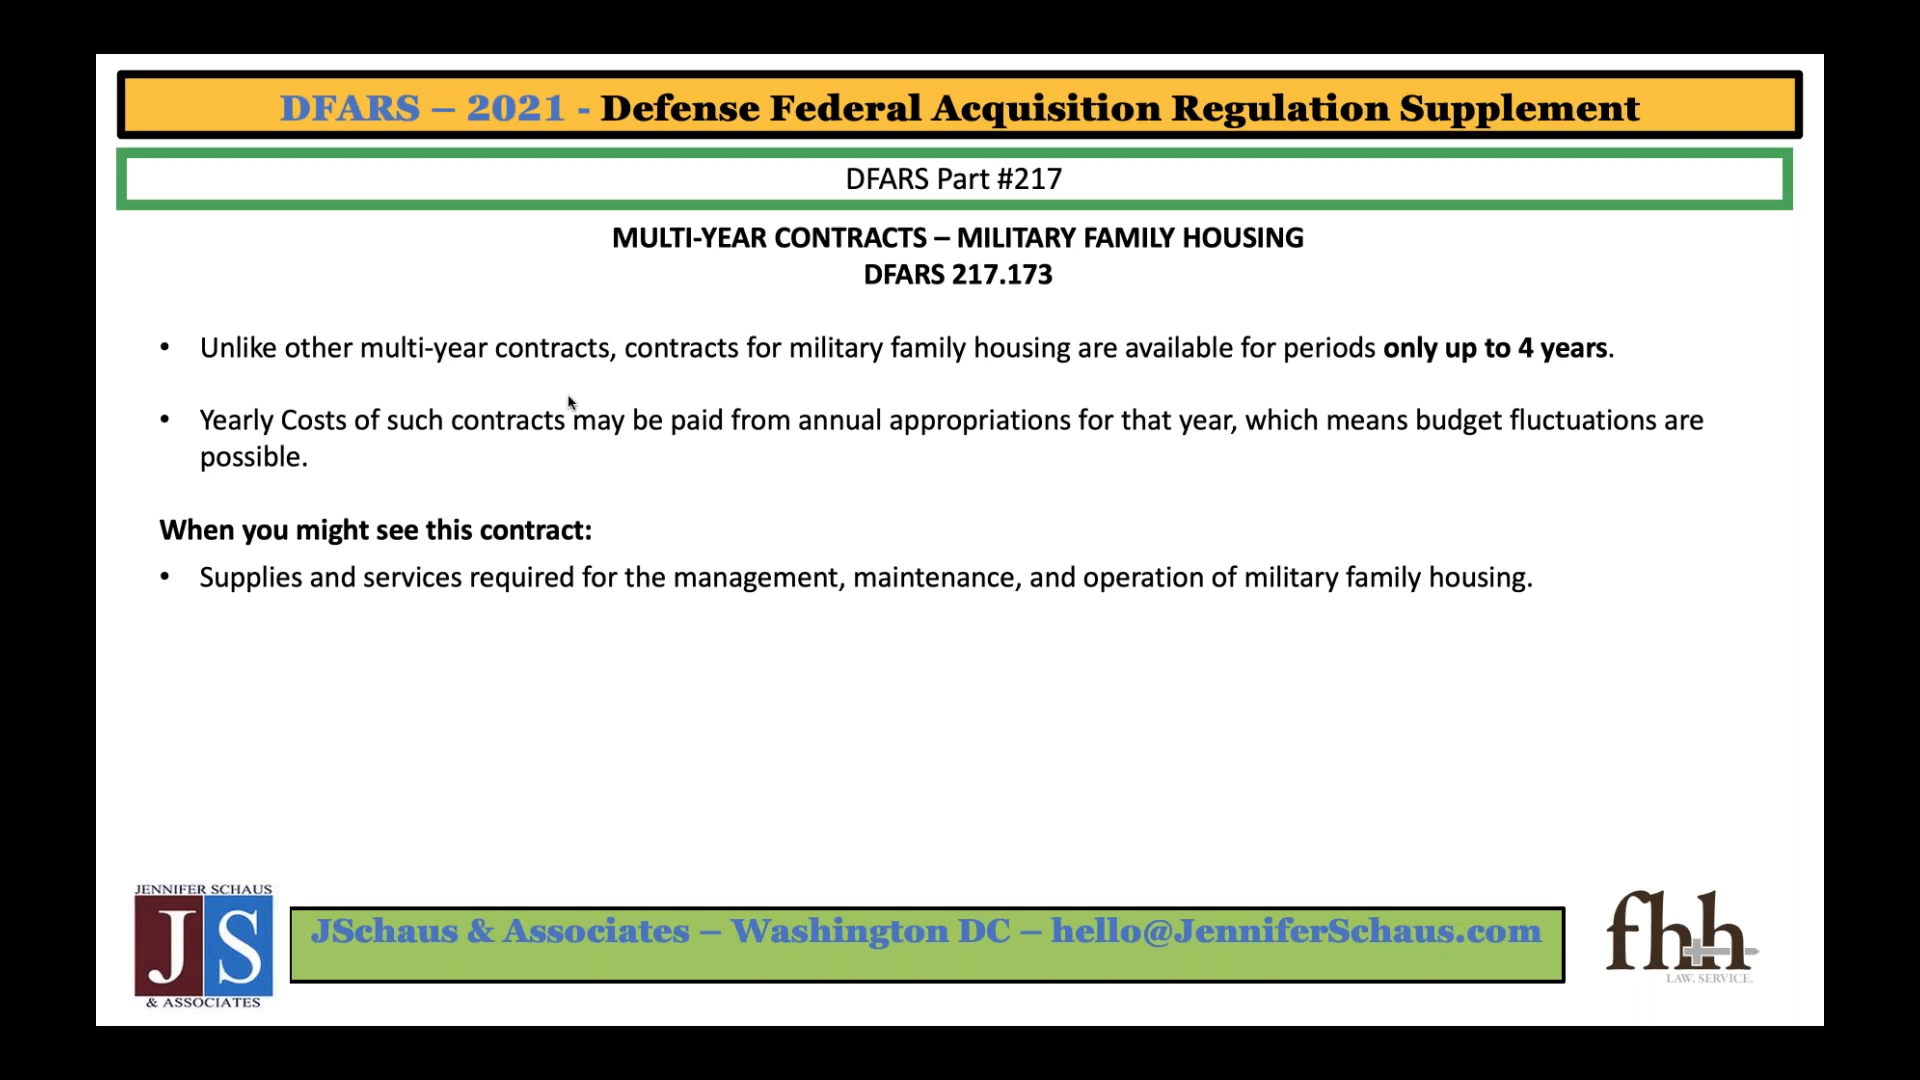 DFARS – 2021 - Defense Federal Acquisition Regulation Supplement
DFARS Part #217
MULTI-YEAR CONTRACTS – MILITARY FAMILY HOUSING
DFARS 217.173
• Unlike other multi-year contracts, contracts for military family housing are available for periods only up to 4 years.
• Yearly Costs of such contracts may be paid from annual appropriations for that year, which means budget fluctuations are
possible.
When you might see this contract:
• Supplies and services required for the management, maintenance, and operation of military family housing.
JENNIFER SCHAUS
JS
& ASSOCIATES
JSchaus & Associates – Washington DC – hello@JenniferSchaus.com
fhh
LAW. SERVICE.